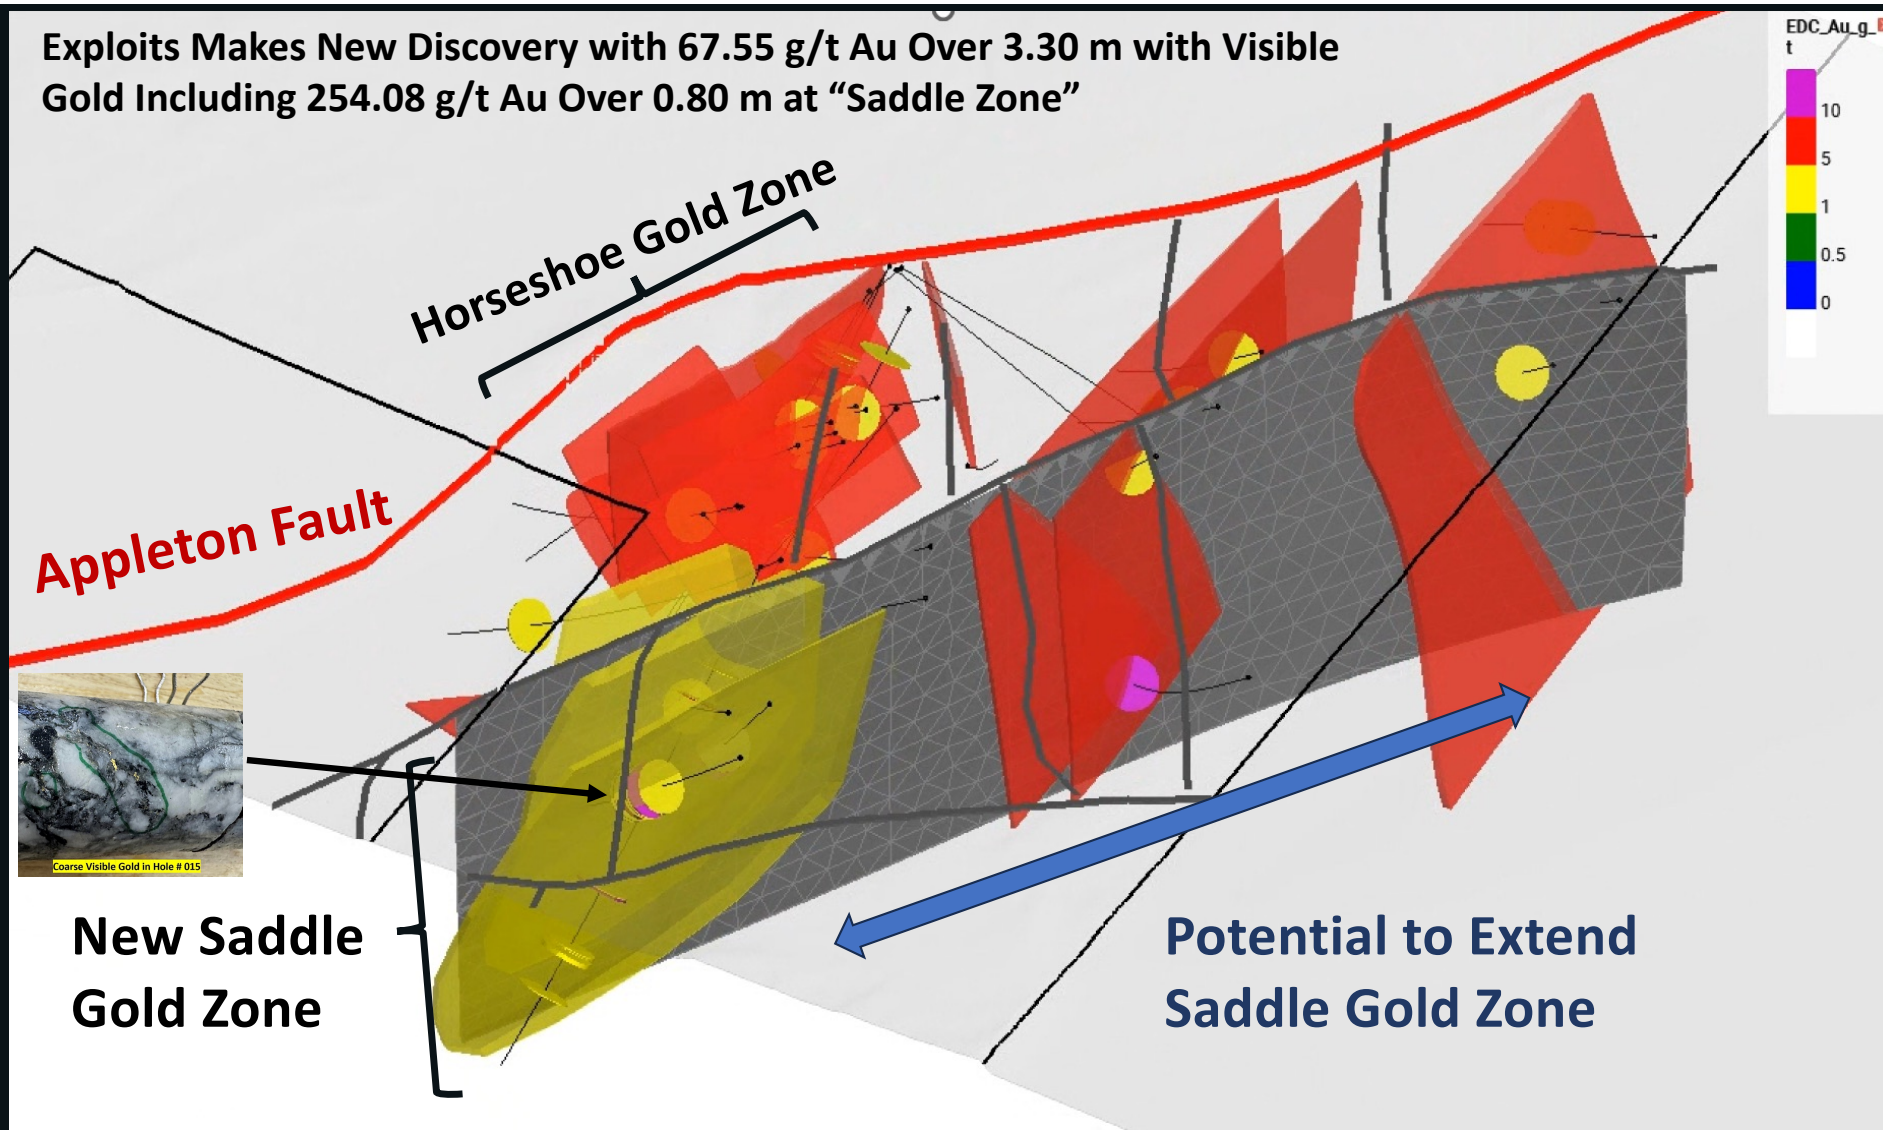 Exploits Makes New Discovery with 67.55 g/t Au Over 3.30 m with Visible
Gold Including 254.08 g/t Au Over 0.80 m at “Saddle Zone”
EDC_Au_g_
t
10
5
1
0.5
0
Horseshoe Gold Zone
Appleton Fault
Coarse Visible Gold in Hole # 015
New Saddle
Gold Zone
Potential to Extend
Saddle Gold Zone